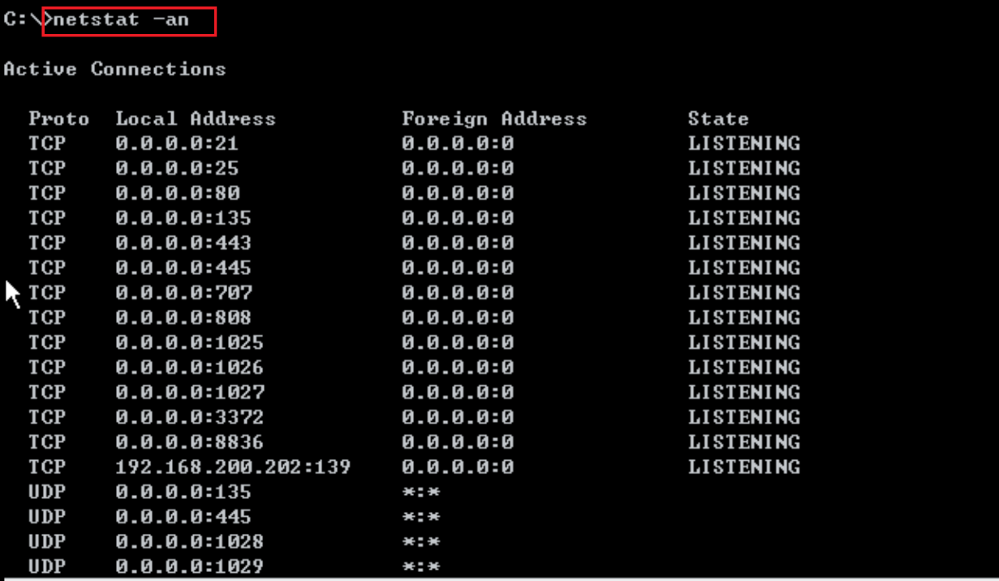 C:\>netstat -an
Active Connections
Proto Local Address Foreign Address State
TCP 0.0.0.0:21 0.0.0.0:0 LISTENING
TCP 0.0.0.0:25 0.0.0.0:0 LISTENING
TCP 0.0.0.0:80 0.0.0.0:0 LISTENING
TCP 0.0.0.0:135 0.0.0.0:0 LISTENING
TCP 0.0.0.0:443 0.0.0.0:0 LISTENING
TCP 0.0.0.0:445 0.0.0.0:0 LISTENING
TCP 0.0.0.0:707 0.0.0.0:0 LISTENING
TCP 0.0.0.0:808 0.0.0.0:0 LISTENING
TCP 0.0.0.0:1025 0.0.0.0:0 LISTENING
TCP 0.0.0.0:1026 0.0.0.0:0 LISTENING
TCP 0.0.0.0:1027 0.0.0.0:0 LISTENING
TCP 0.0.0.0:3372 0.0.0.0:0 LISTENING
TCP 0.0.0.0:8836 0.0.0.0:0 LISTENING
TCP 192.168.200.202:139 0.0.0.0:0 LISTENING
UDP 0.0.0.0:135 *:*
UDP 0.0.0.0:445 *:*
UDP 0.0.0.0:1028 *:*
UDP 0.0.0.0:1029 *:*